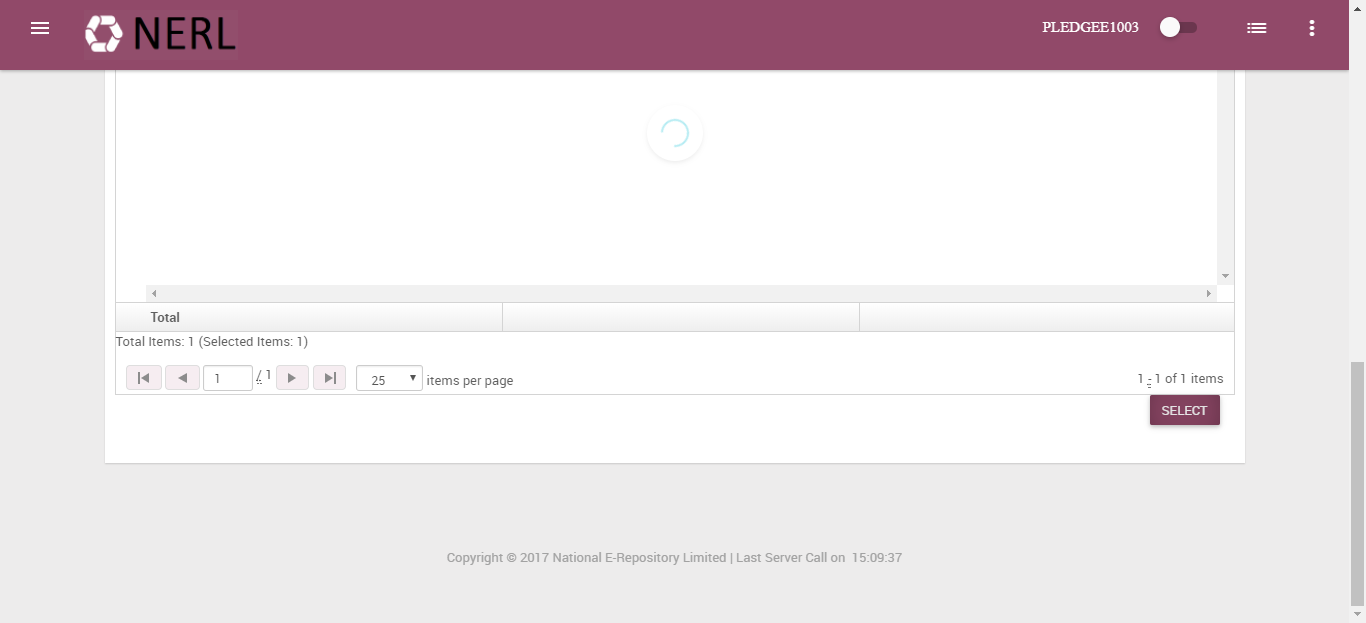 NERL
PLEDGEE1003
Total
Total Items: 1 (Selected Items: 1)
1 / 1 25 items per page 1 - 1 of 1 items
SELECT
Copyright © 2017 National E-Repository Limited | Last Server Call on 15:09:37